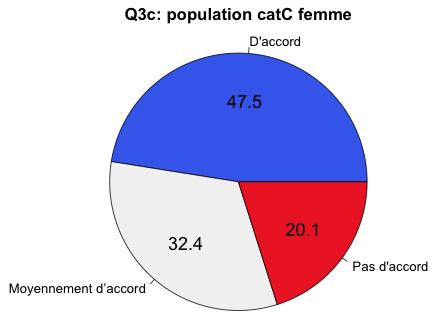 Q3c: population catC femme
D'accord
47.5
32.4
20.1
Pas d'accord
Moyennement d’accord